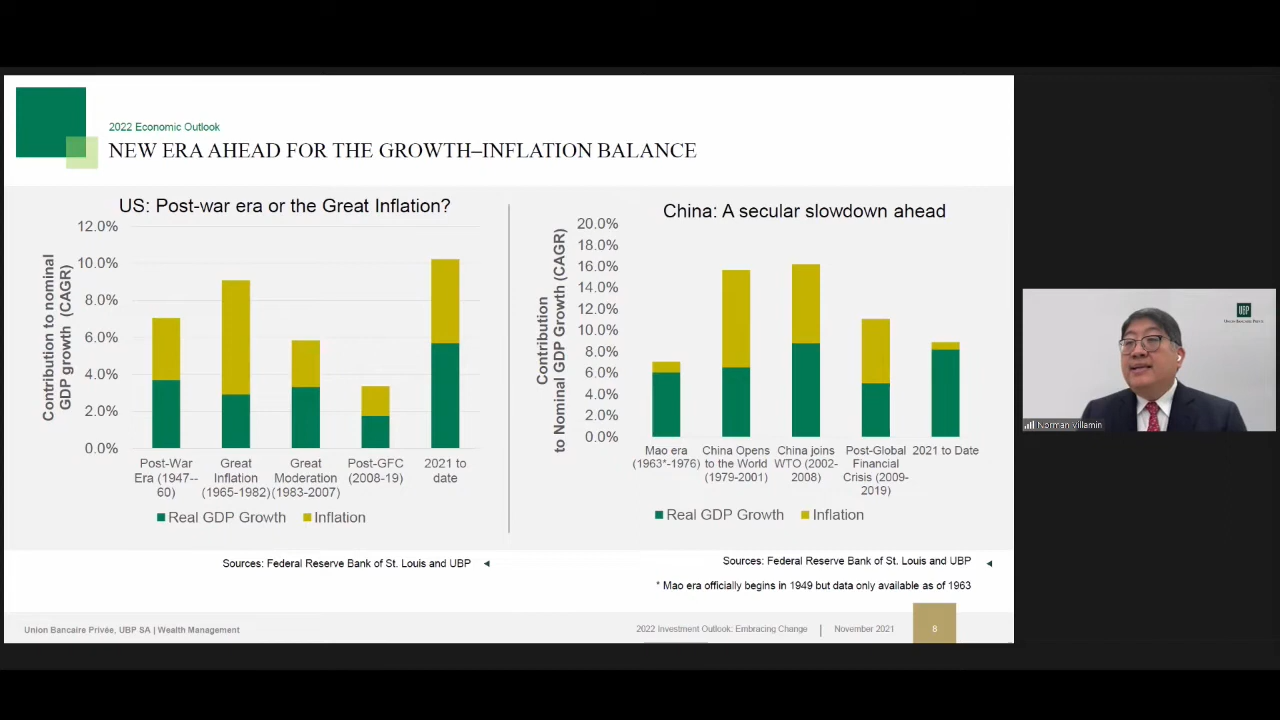 2022 Economic Outlook
NEW ERA AHEAD FOR THE GROWTH–INFLATION BALANCE
US: Post-war era or the Great Inflation?
Contribution to nominal
GDP growth (CAGR)
12.0%
10.0%
8.0%
6.0%
4.0%
2.0%
0.0%
Post-War
Era (1947--
60)
Great
Inflation
(1965-1982)
Great
Moderation
(1983-2007)
Post-GFC
(2008-19)
2021 to
date
Real GDP Growth
Inflation
Sources: Federal Reserve Bank of St. Louis and UBP
China: A secular slowdown ahead
Contribution
to Nominal GDP Growth (CAGR)
20.0%
18.0%
16.0%
14.0%
12.0%
10.0%
8.0%
6.0%
4.0%
2.0%
0.0%
Mao era
(1963*-1976)
China Opens
to the World
(1979-2001)
China joins
WTO (2002-
2008)
Post-Global
Financial
Crisis (2009-
2019)
2021 to Date
Real GDP Growth
Inflation
Sources: Federal Reserve Bank of St. Louis and UBP
* Mao era officially begins in 1949 but data only available as of 1963
Union Bancaire Privée, UBP SA | Wealth Management
2022 Investment Outlook: Embracing Change | November 2021
8
UBP
UNION BANCAIRE PRIVÉE
Norman Villamin